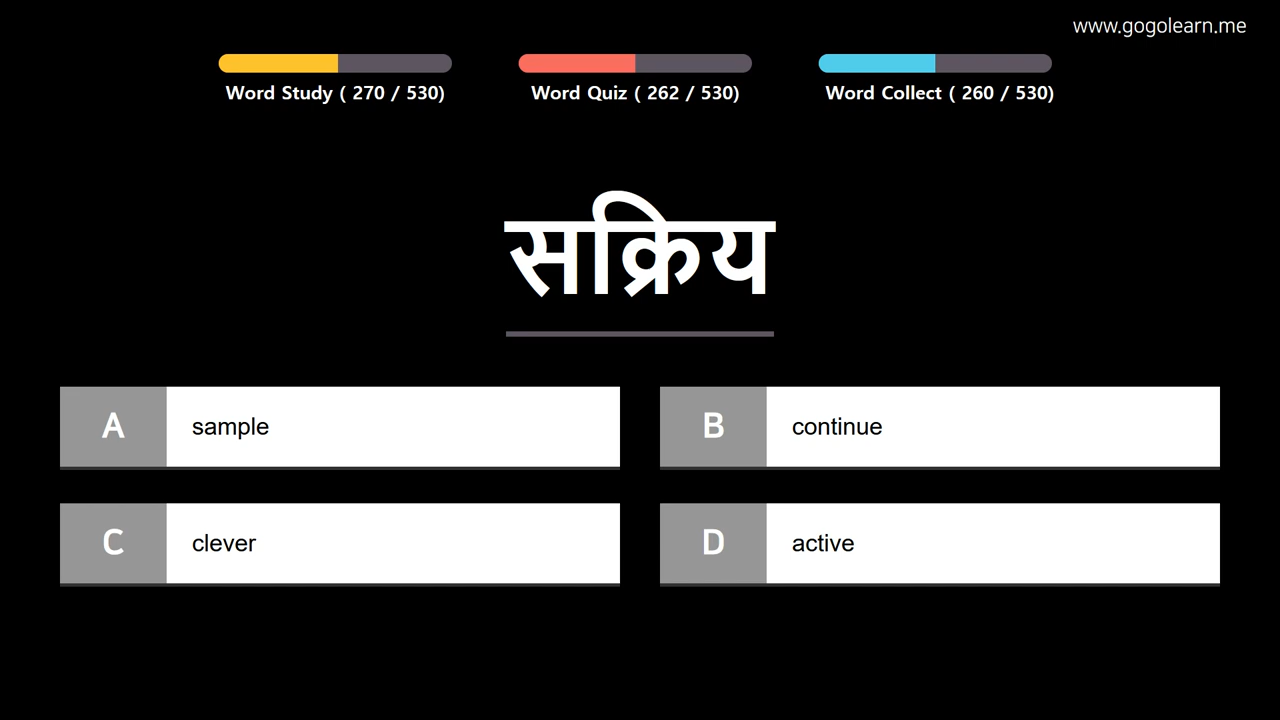 www.gogolearn.me
Word Study ( 270 / 530)
Word Quiz ( 262 / 530)
Word Collect ( 260 / 530)
सक्रिय
A sample
B continue
C clever
D active